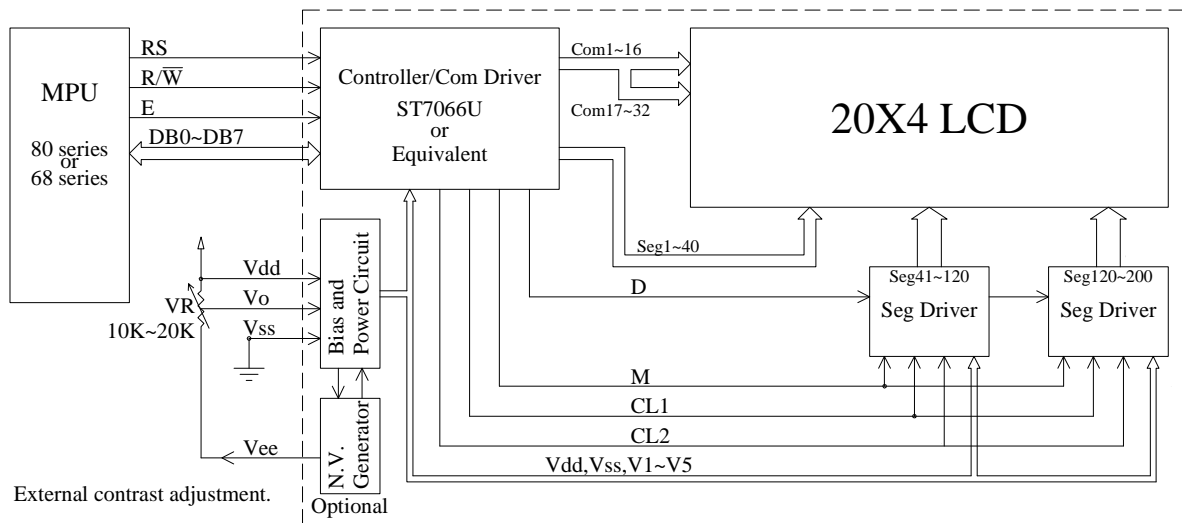 MPU
80 series
or
68 series
RS
R/W̅
E
DB0~DB7
Controller/Com Driver
ST7066U
or
Equivalent
Com1~16
Com17~32
20X4 LCD
Seg1~40
Seg41~120
Seg Driver
Seg120~200
Seg Driver
D
M
CL1
CL2
Vdd,Vss,V1~V5
Vdd
Vo
Vss
VR
10K~20K
Bias and
Power Circuit
N.V.
Generator
Vee
Optional
External contrast adjustment.